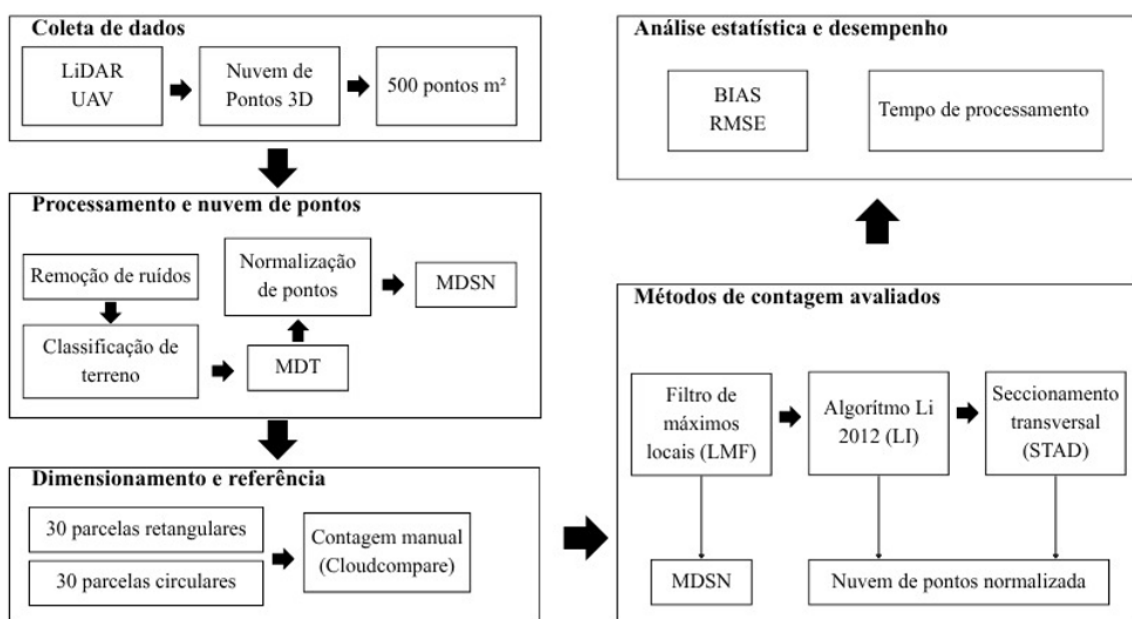 Coleta de dados
LiDAR
UAV
Nuvem de
Pontos 3D
500 pontos m²
Processamento e nuvem de pontos
Remoção de ruídos
Classificação de
terreno
MDT
Normalização
de pontos
MDSN
Dimensionamento e referência
30 parcelas retangulares
30 parcelas circulares
Contagem manual
(Cloudcompare)
Métodos de contagem avaliados
Filtro de
máximos
locais (LMF)
Algorítmo Li
2012 (LI)
Seccionamento
transversal
(STAD)
MDSN
Nuvem de pontos normalizada
Análise estatística e desempenho
BIAS
RMSE
Tempo de processamento